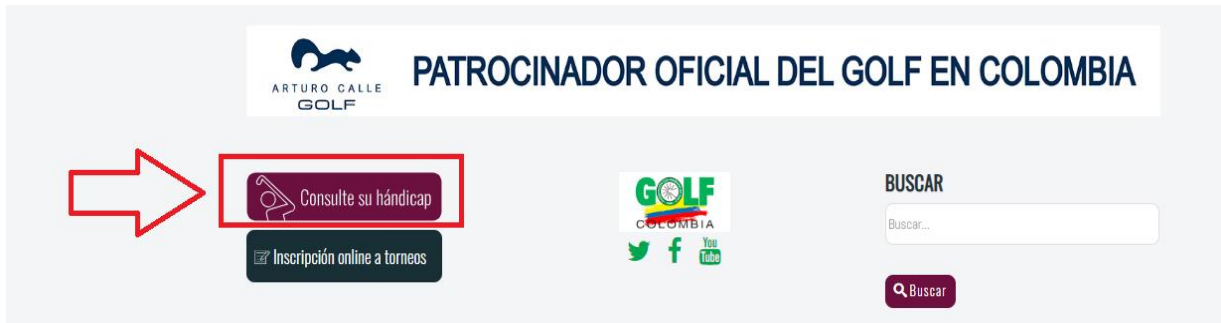 ARTURO CALLE
GOLF
PATROCINADOR OFICIAL DEL GOLF EN COLOMBIA
Consulte su hándicap
Inscripción online a torneos
GOLF
COLOMBIA
You
Tube
BUSCAR
Buscar...
Buscar